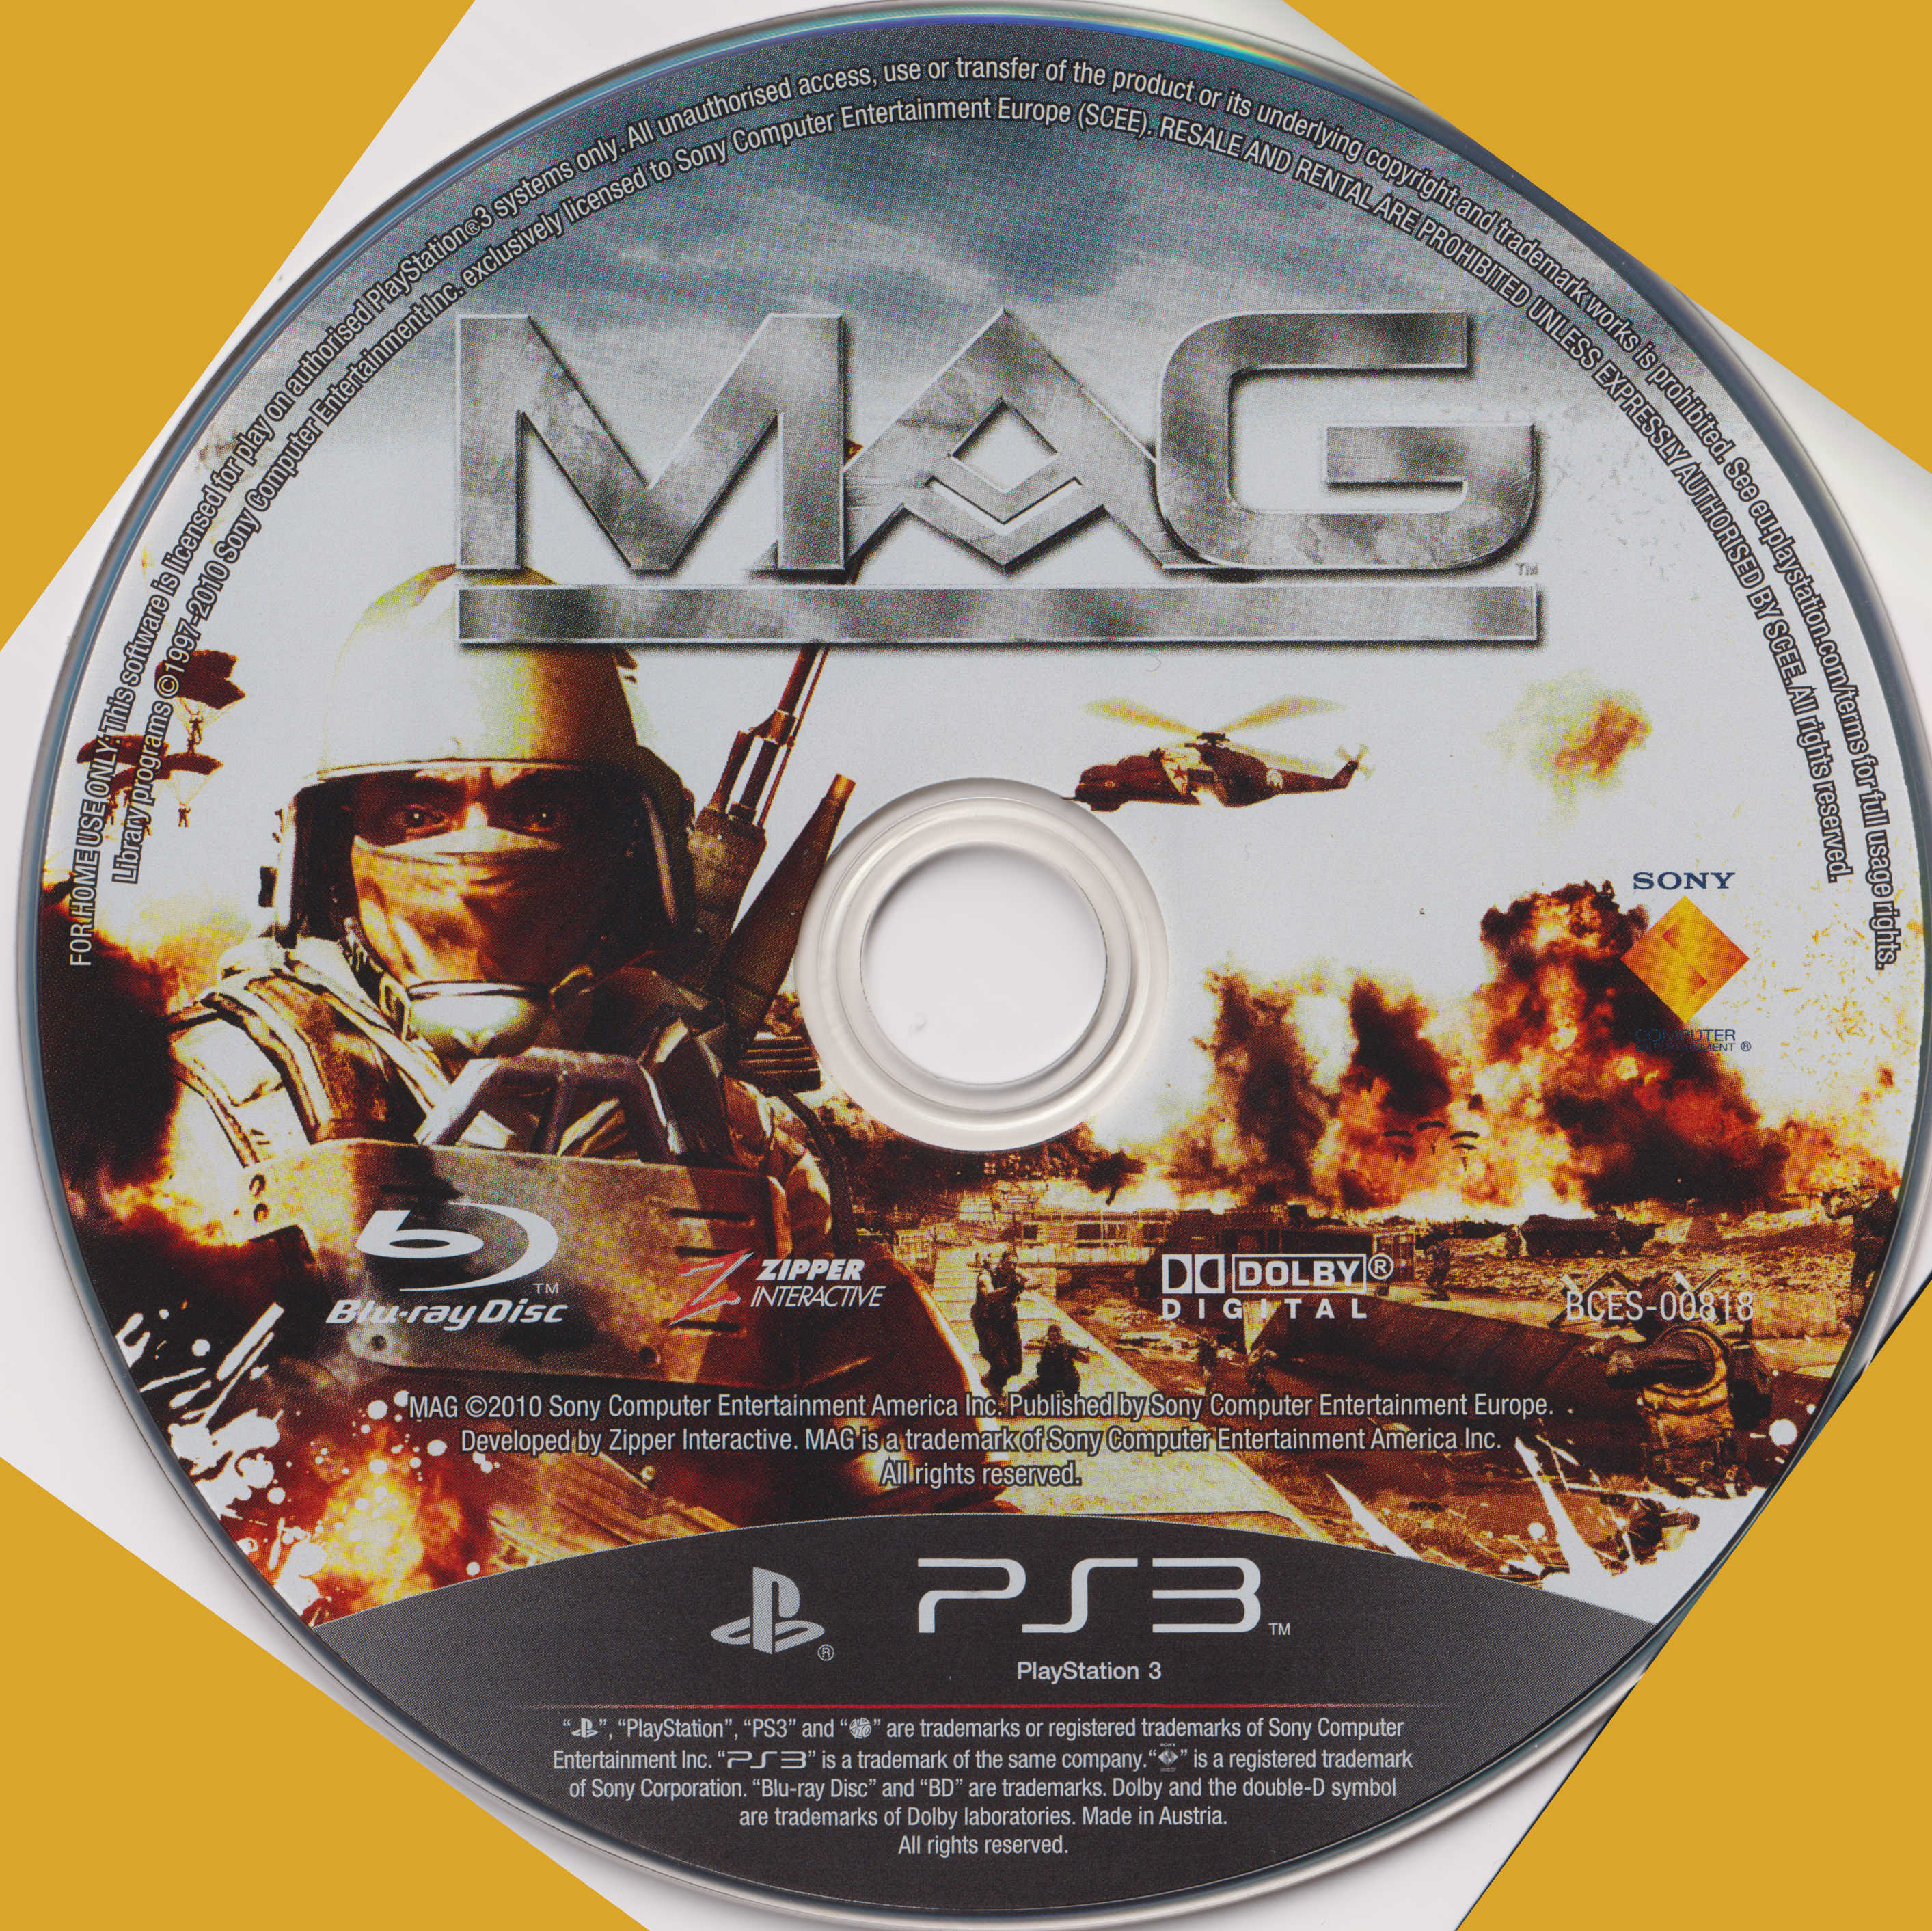 FOR HOME USE ONLY. This software is licensed for play on authorised PlayStation®3 systems only. All unauthorised access, use or transfer of the product or its underlying copyright and trademark works is prohibited. See eu.playstation.com/terms for full usage rights.
Library programs ©1997-2010 Sony Computer Entertainment Inc. exclusively licensed to Sony Computer Entertainment Europe (SCEE). RESALE AND RENTAL ARE PROHIBITED UNLESS EXPRESSLY AUTHORISED BY SCEE. All rights reserved.
MAG™
SONY
COMPUTER
®
Blu-ray Disc™
ZIPPER
INTERACTIVE
DOLBY®
DIGITAL
BCES-00818
MAG ©2010 Sony Computer Entertainment America Inc. Published by Sony Computer Entertainment Europe.
Developed by Zipper Interactive. MAG is a trademark of Sony Computer Entertainment America Inc.
All rights reserved.
® PS3™
PlayStation 3
“ ”, “PlayStation”, “PS3” and “ ” are trademarks or registered trademarks of Sony Computer
Entertainment Inc. “PS3” is a trademark of the same company. “ ” is a registered trademark
of Sony Corporation. “Blu-ray Disc” and “BD” are trademarks. Dolby and the double-D symbol
are trademarks of Dolby laboratories. Made in Austria.
All rights reserved.